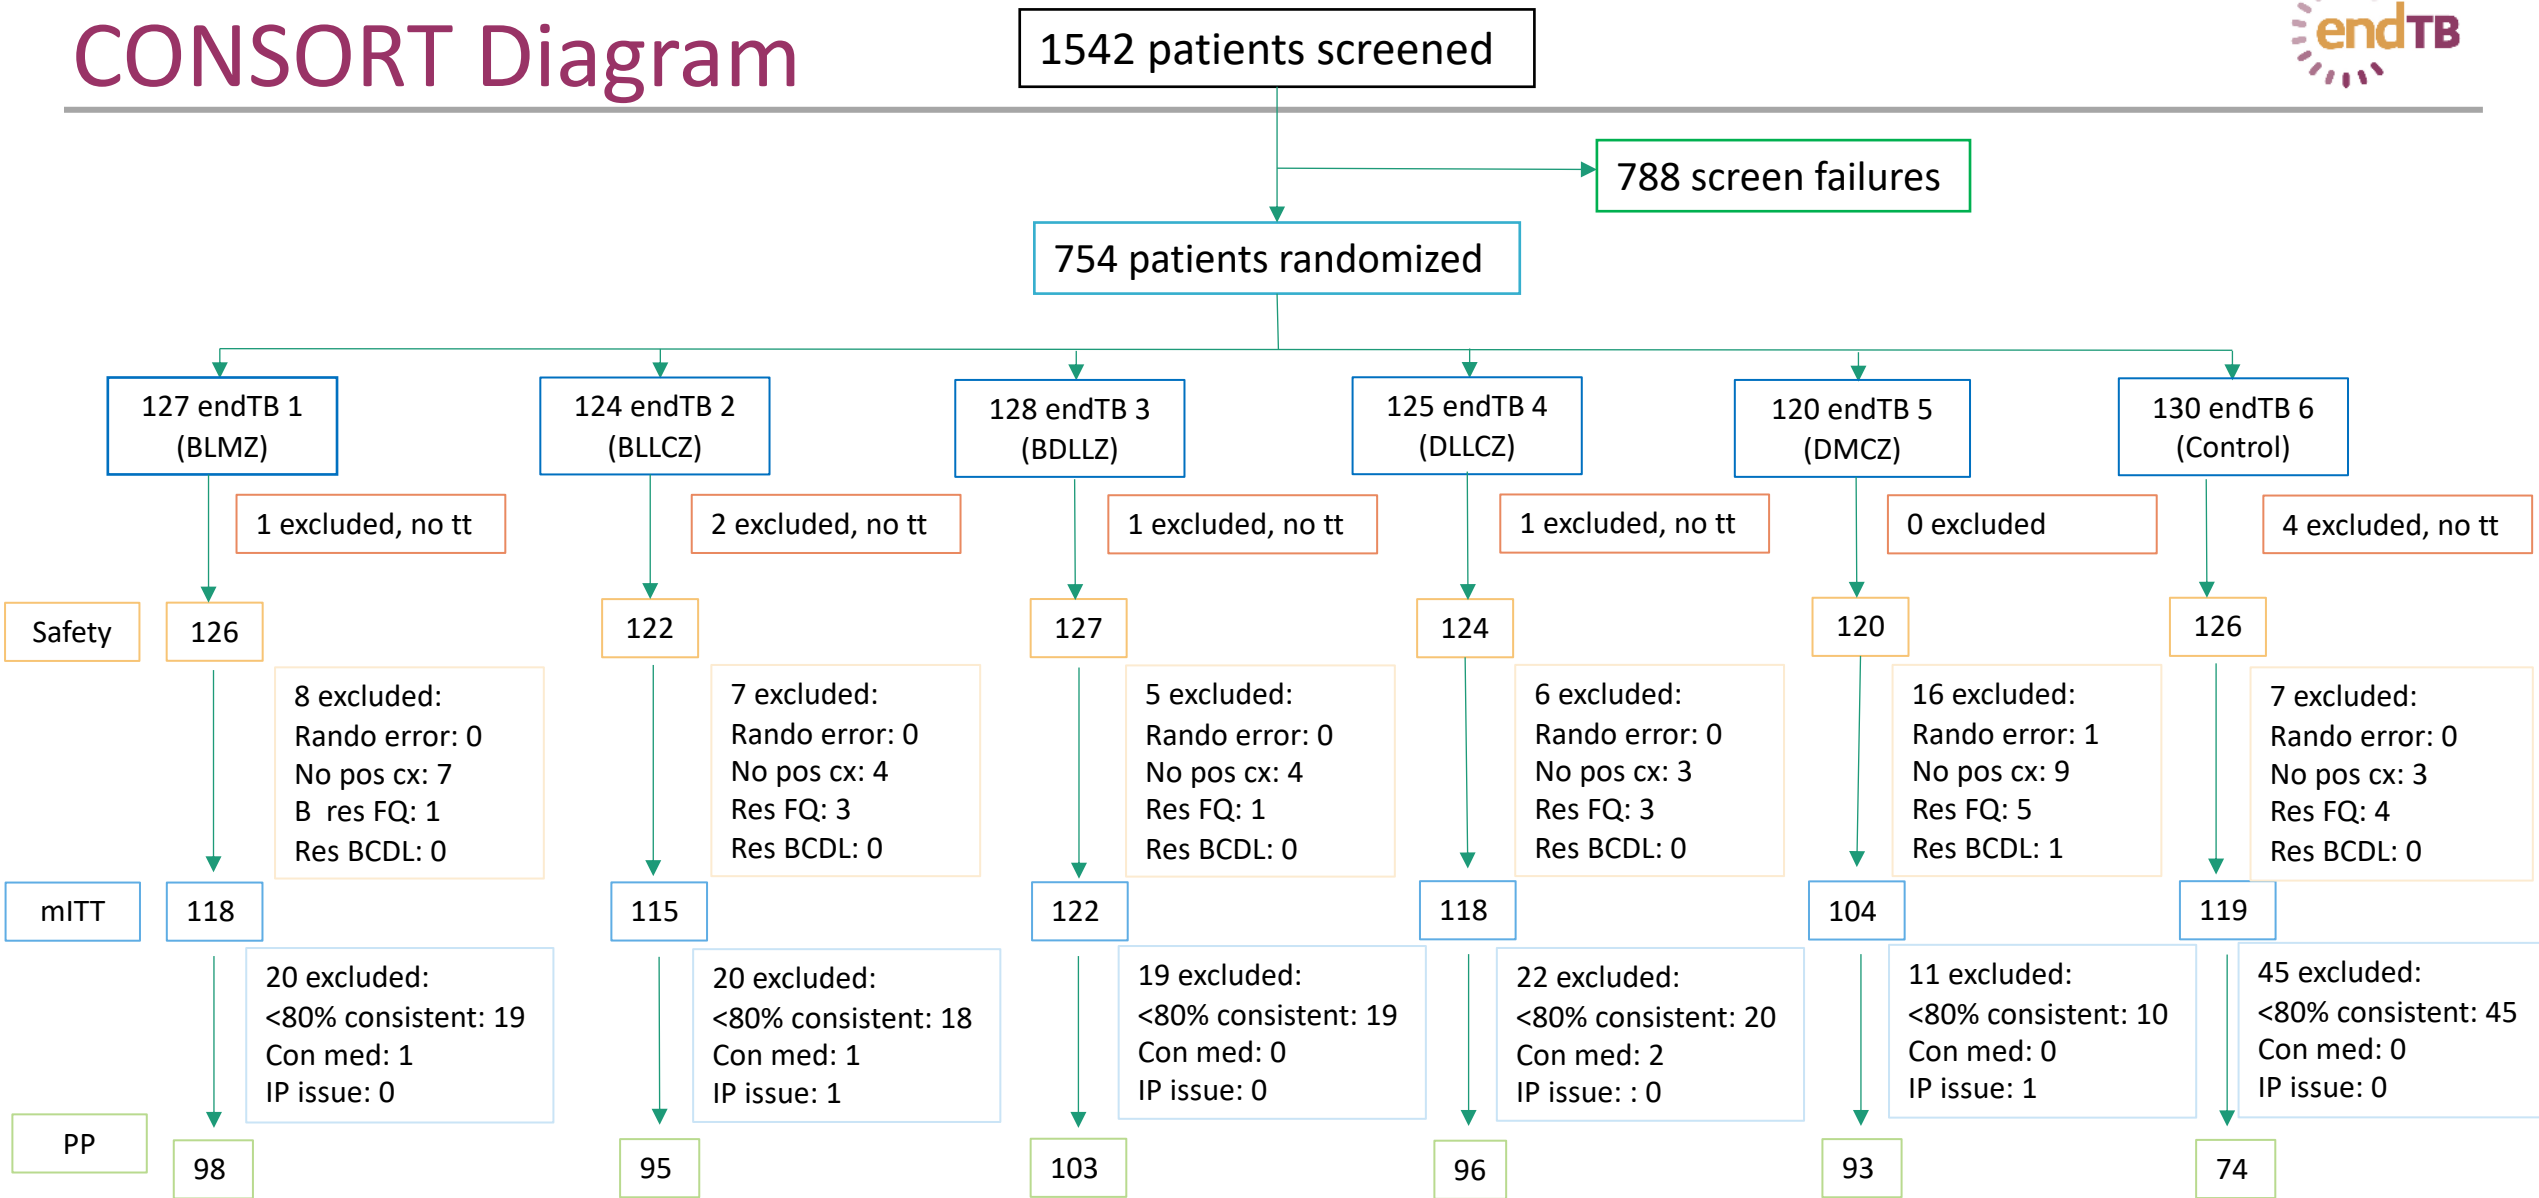 CONSORT Diagram
endTB
1542 patients screened
788 screen failures
754 patients randomized
127 endTB 1
(BLMZ)
124 endTB 2
(BLLCZ)
128 endTB 3
(BDLLZ)
125 endTB 4
(DLLCZ)
120 endTB 5
(DMCZ)
130 endTB 6
(Control)
1 excluded, no tt
2 excluded, no tt
1 excluded, no tt
1 excluded, no tt
0 excluded
4 excluded, no tt
Safety
126
122
127
124
120
126
8 excluded:
Rando error: 0
No pos cx: 7
B  res FQ: 1
Res BCDL: 0
7 excluded:
Rando error: 0
No pos cx: 4
Res FQ: 3
Res BCDL: 0
5 excluded:
Rando error: 0
No pos cx: 4
Res FQ: 1
Res BCDL: 0
6 excluded:
Rando error: 0
No pos cx: 3
Res FQ: 3
Res BCDL: 0
16 excluded:
Rando error: 1
No pos cx: 9
Res FQ: 5
Res BCDL: 1
7 excluded:
Rando error: 0
No pos cx: 3
Res FQ: 4
Res BCDL: 0
mITT
118
115
122
118
104
119
20 excluded:
<80% consistent: 19
Con med: 1
IP issue: 0
20 excluded:
<80% consistent: 18
Con med: 1
IP issue: 1
19 excluded:
<80% consistent: 19
Con med: 0
IP issue: 0
22 excluded:
<80% consistent: 20
Con med: 2
IP issue: : 0
11 excluded:
<80% consistent: 10
Con med: 0
IP issue: 1
45 excluded:
<80% consistent: 45
Con med: 0
IP issue: 0
PP
98
95
103
96
93
74